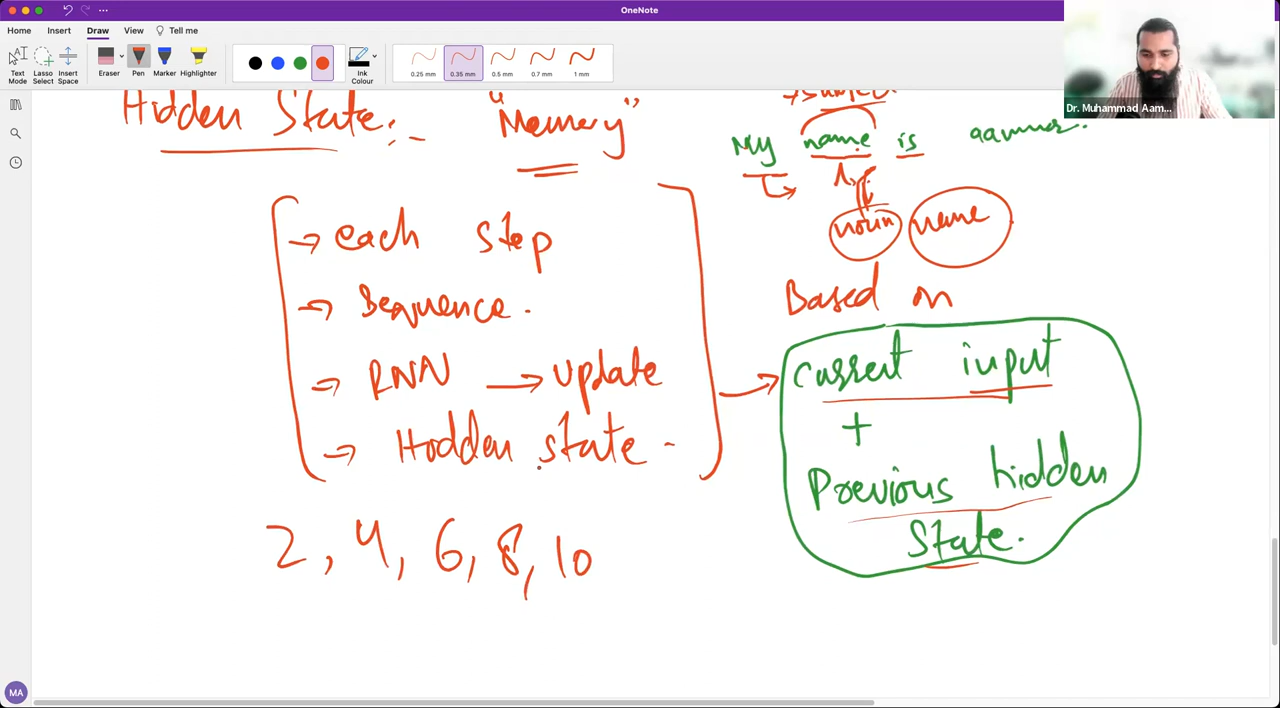 OneNote
Home Insert Draw View Tell me
Text Mode
Lasso Select
Insert Space
Eraser
Pen
Marker
Highlighter
Ink Colour
0.25 mm
0.35 mm
0.5 mm
0.7 mm
1 mm
Dr. Muhammad Aam...
Hidden State:- "Memory"
→ each step
→ Sequence.
→ RNN → Update
→ Hodden state -
2, 4, 6, 8, 10
My name is aammar.
noun name
Based on
Current input
+
Previous hidden
State.
MA